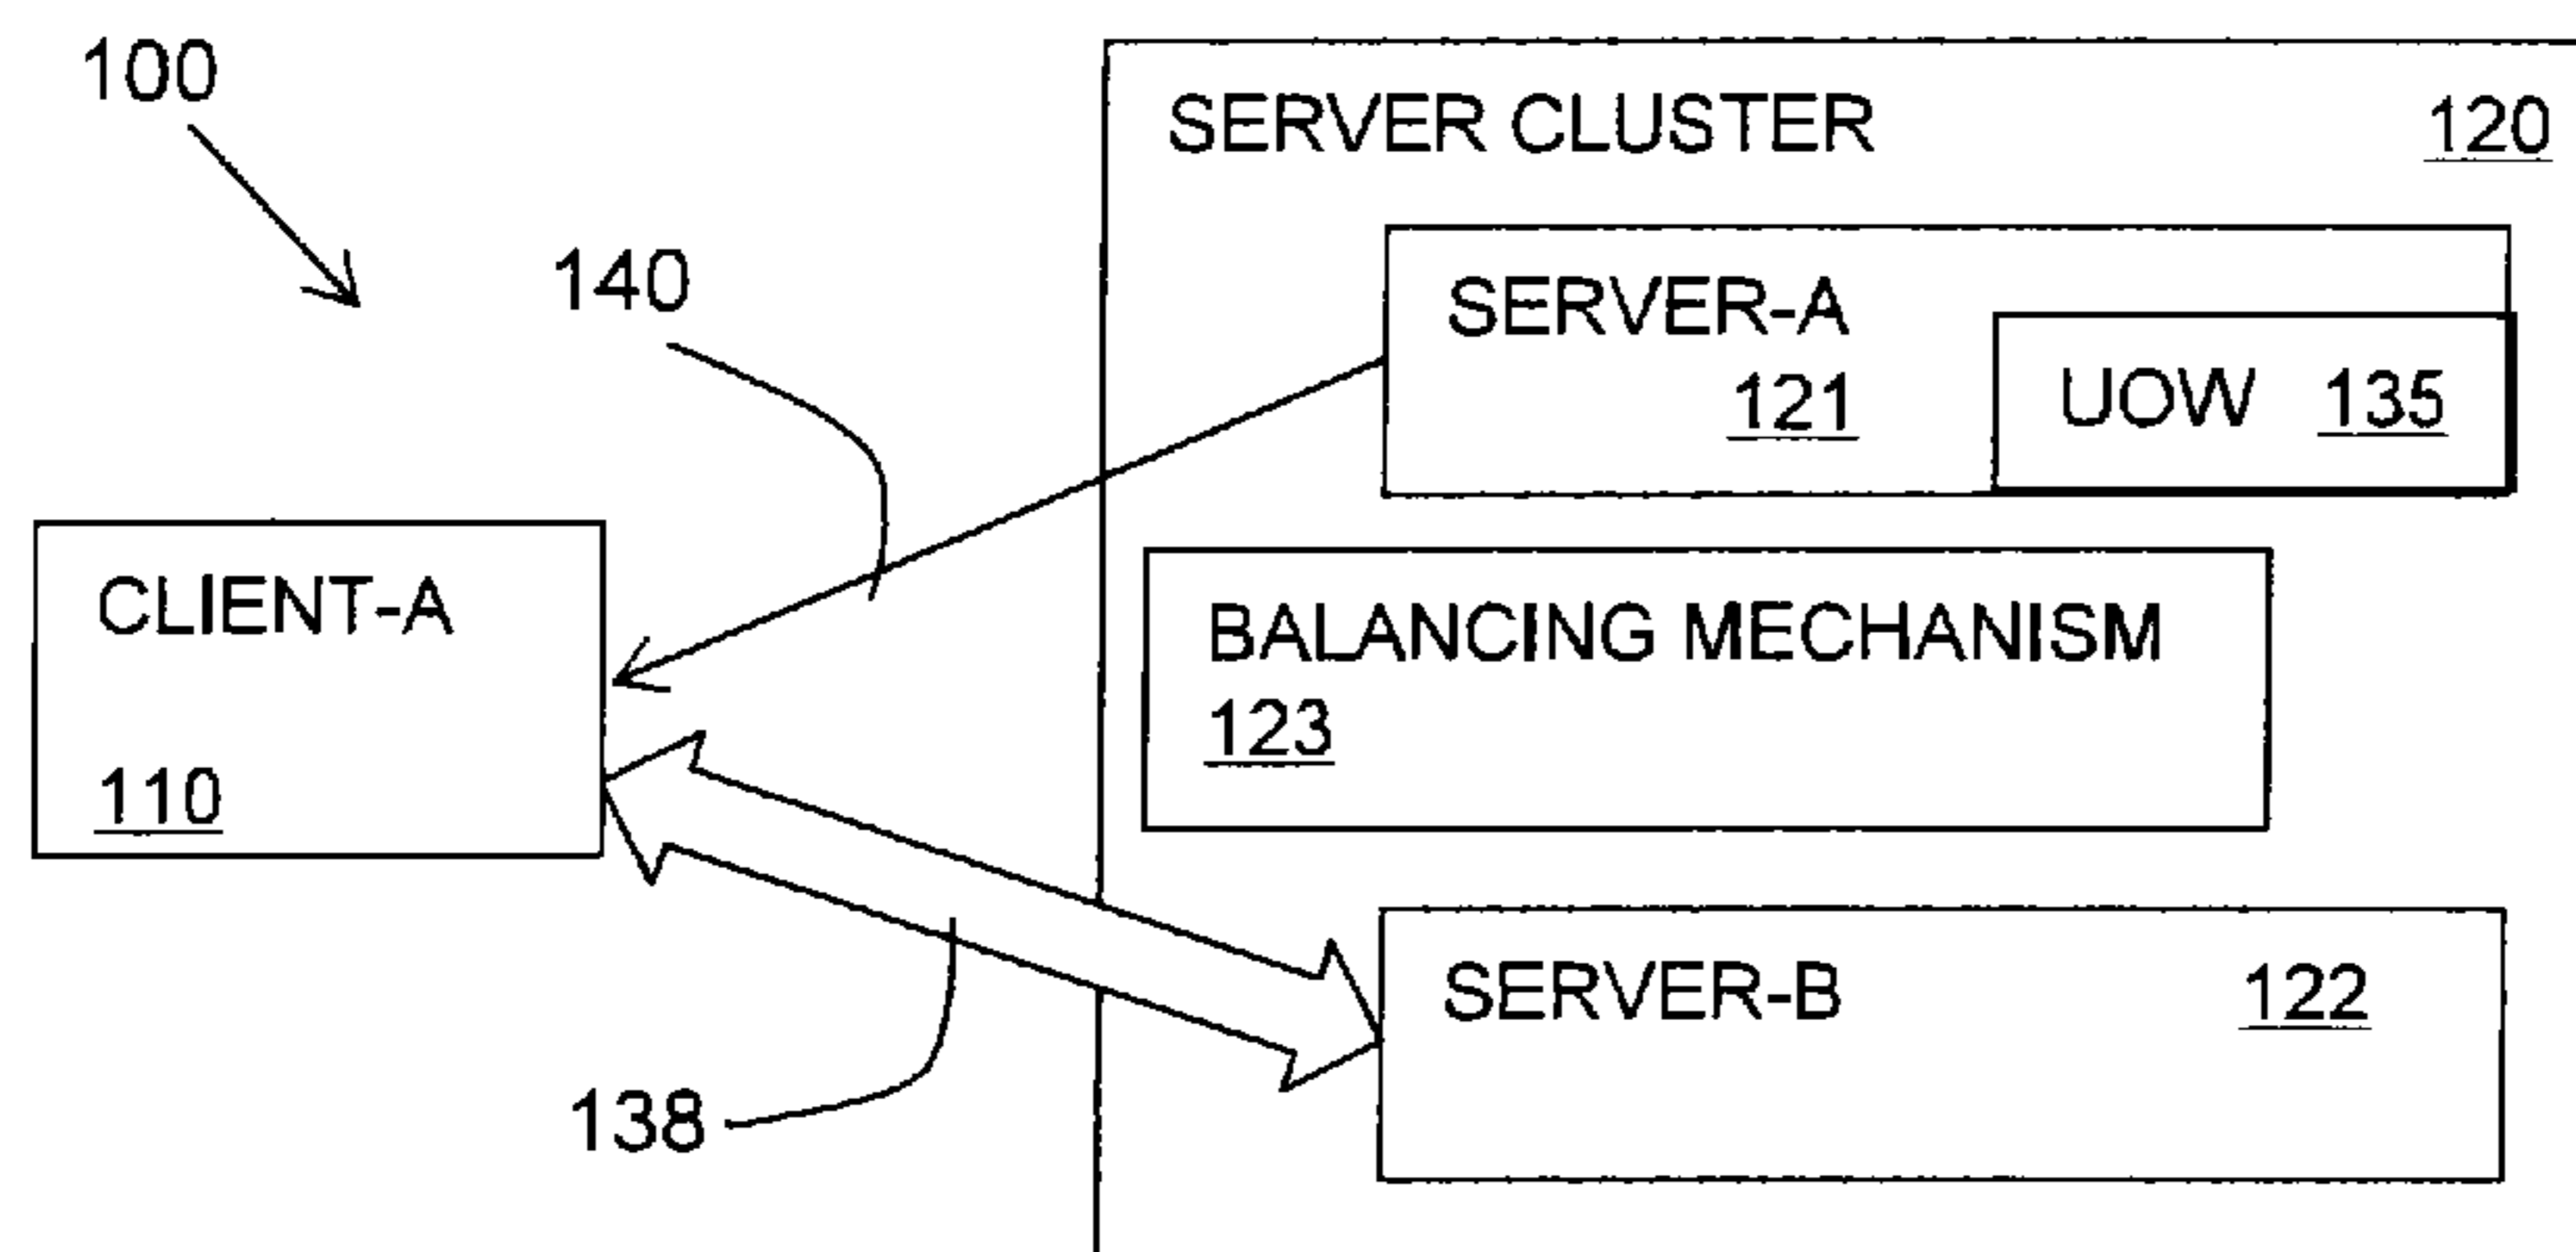 100
SERVER CLUSTER 120
140
SERVER-A
121
UOW 135
CLIENT-A
110
BALANCING MECHANISM
123
SERVER-B 122
138